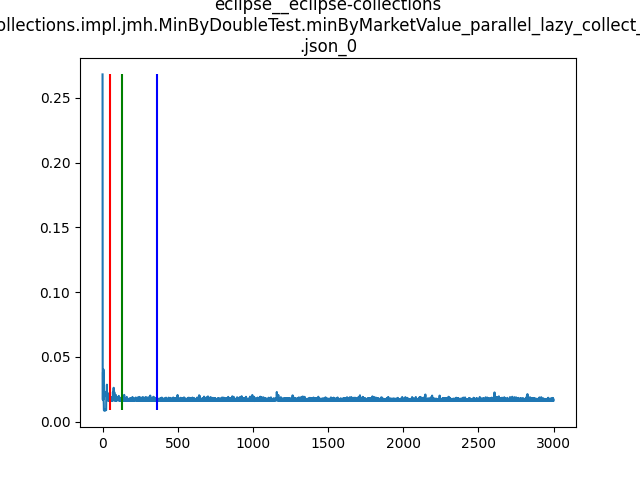 eclipse__eclipse-collections
ollections.impl.jmh.MinByDoubleTest.minByMarketValue_parallel_lazy_collect_
.json_0
0.25
0.20
0.15
0.10
0.05
0.00
0 500 1000 1500 2000 2500 3000